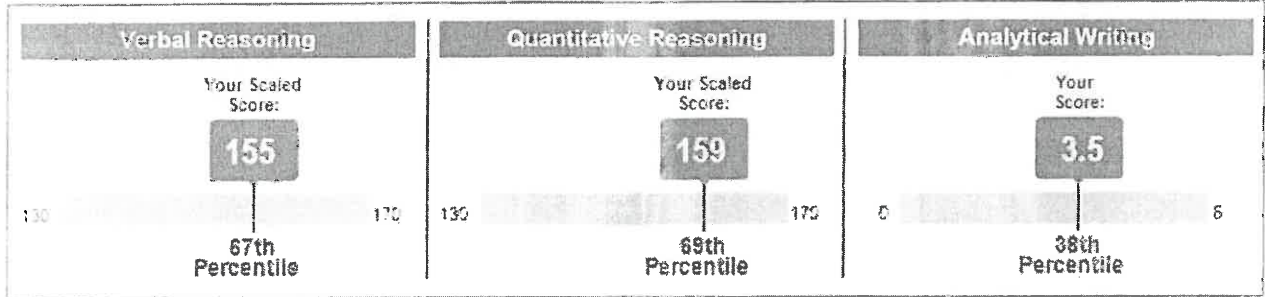 Verbal Reasoning
Your Scaled
Score:
155
130
170
67th
Percentile
Quantitative Reasoning
Your Scaled
Score:
159
130
170
69th
Percentile
Analytical Writing
Your
Score:
3.5
0
6
38th
Percentile